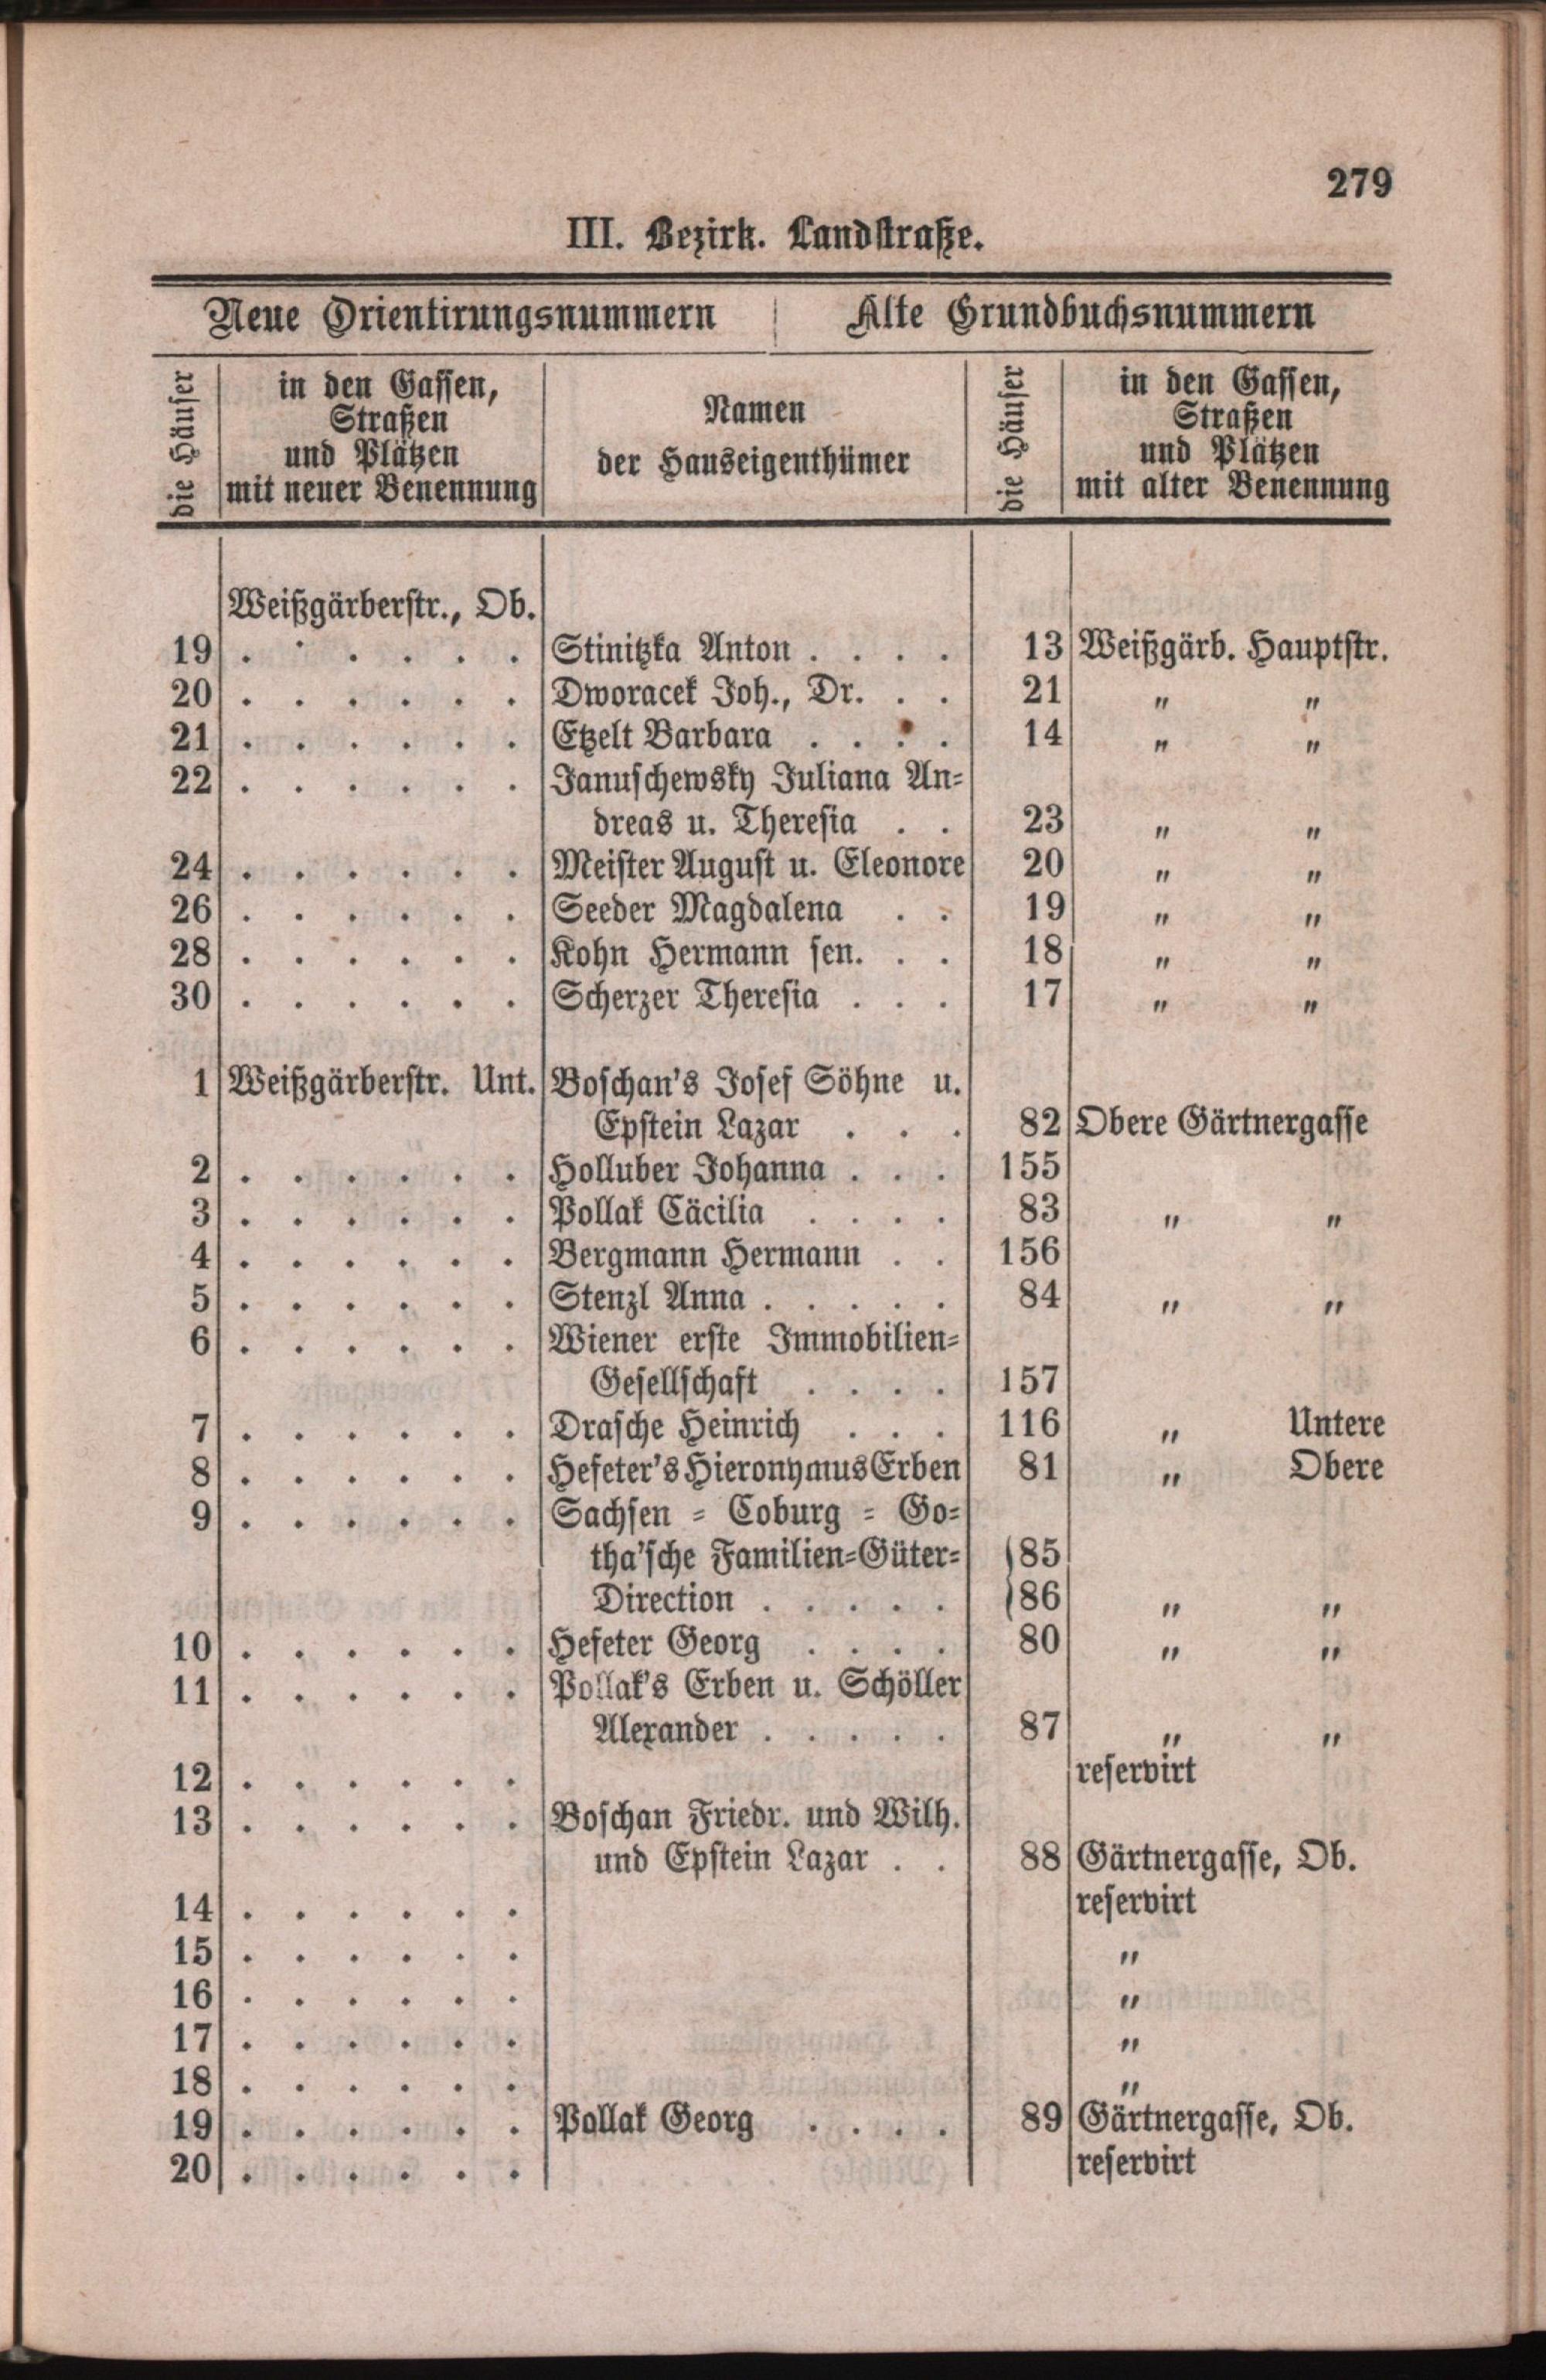 279
III. Bezirk. Landstraße.
Neue Orientirungsnummern | Alte Grundbuchsnummern
die Häuser
in den Gassen,
Straßen
und Plätzen
mit neuer Benennung
Namen
der Hauseigenthümer
die Häuser
in den Gassen,
Straßen
und Plätzen
mit alter Benennung
Weißgärberstr., Ob.
19 . . . . . . Stinitzka Anton . . . . 13 Weißgärb. Hauptstr.
20 . . . . . . Dworacek Joh., Dr. . . 21 " "
21 . . . . . . Etzelt Barbara . . . . 14 " "
22 . . . . . . Januschewsky Juliana An-
dreas u. Theresia . . 23 " "
24 . . . . . . Meister August u. Eleonore 20 " "
26 . . . . . . Seeder Magdalena . . 19 " "
28 . . . . . . Kohn Hermann sen. . . 18 " "
30 . . . . . . Scherzer Theresia . . . 17 " "
1 Weißgärberstr. Unt. Boschan's Josef Söhne u.
Epstein Lazar . . . 82 Obere Gärtnergasse
2 . . . . . . Holluber Johanna . . . 155
3 . . . . . . Pollak Cäcilia . . . . 83 " "
4 . . . . . . Bergmann Hermann . . 156
5 . . . . . . Stenzl Anna . . . . . 84 " "
6 . . . . . . Wiener erste Immobilien-
Gesellschaft . . . . 157
7 . . . . . . Drasche Heinrich . . . 116 " Untere
8 . . . . . . Hefeter's Hieronymus Erben 81 " Obere
9 . . . . . . Sachsen - Coburg - Go-
tha'sche Familien-Güter- 85
Direction . . . . . 86 " "
10 . . . . . . Hefeter Georg . . . . 80 " "
11 . . . . . . Pollak's Erben u. Schöller
Alexander . . . . . 87 " "
12 . . . . . . reservirt
13 . . . . . . Boschan Friedr. und Wilh.
und Epstein Lazar . . 88 Gärtnergasse, Ob.
14 . . . . . . reservirt
15 . . . . . . "
16 . . . . . . "
17 . . . . . . "
18 . . . . . . "
19 . . . . . . Pollak Georg . . . . 89 Gärtnergasse, Ob.
20 . . . . . . reservirt